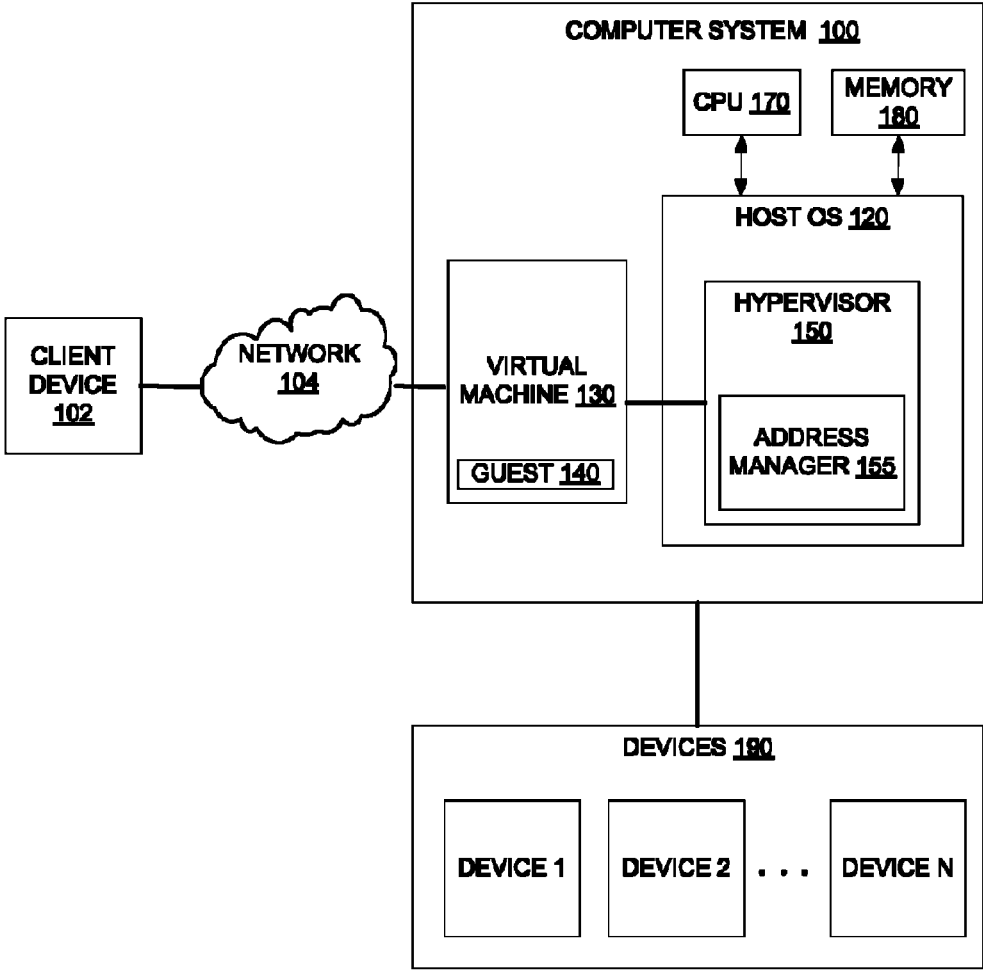 COMPUTER SYSTEM 100
CPU 170
MEMORY
180
HOST OS 120
HYPERVISOR
150
ADDRESS
MANAGER 155
VIRTUAL
MACHINE 130
GUEST 140
NETWORK
104
CLIENT
DEVICE
102
DEVICES 190
DEVICE 1
DEVICE 2
. . .
DEVICE N